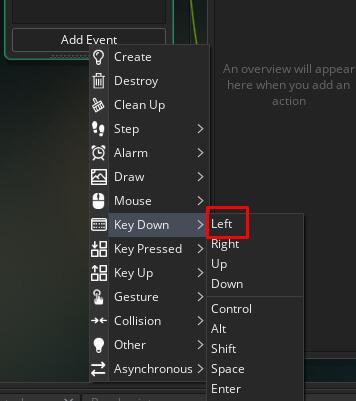 Add Event
Create
Destroy
Clean Up
Step
Alarm
Draw
Mouse
Key Down
Key Pressed
Key Up
Gesture
Collision
Other
Asynchronous
Left
Right
Up
Down
Control
Alt
Shift
Space
Enter
An overview will appear
here when you add an
action